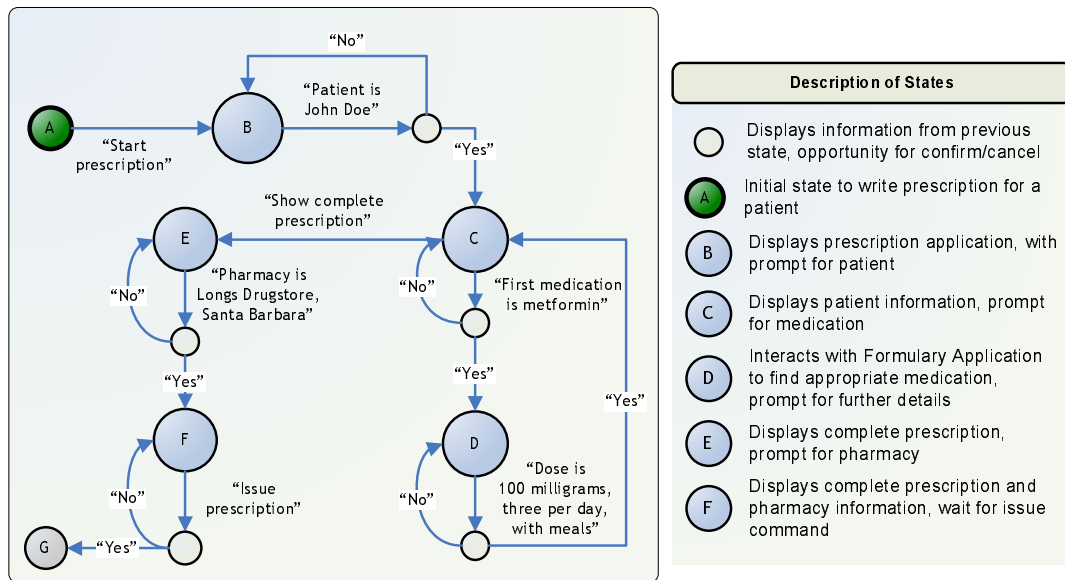 “No”
“Patient is
John Doe”
A
B
“Start
prescription”
“Yes”
“Show complete
prescription”
E
C
“Pharmacy is
Longs Drugstore,
Santa Barbara”
“No”
“First medication
is metformin”
“No”
“Yes”
“Yes”
“Yes”
F
D
“No”
“Issue
prescription”
“No”
“Dose is
100 milligrams,
three per day,
with meals”
G
“Yes”
Description of States
Displays information from previous
state, opportunity for confirm/cancel
A
Initial state to write prescription for a
patient
B
Displays prescription application, with
prompt for patient
C
Displays patient information, prompt
for medication
D
Interacts with Formulary Application
to find appropriate medication,
prompt for further details
E
Displays complete prescription,
prompt for pharmacy
F
Displays complete prescription and
pharmacy information, wait for issue
command